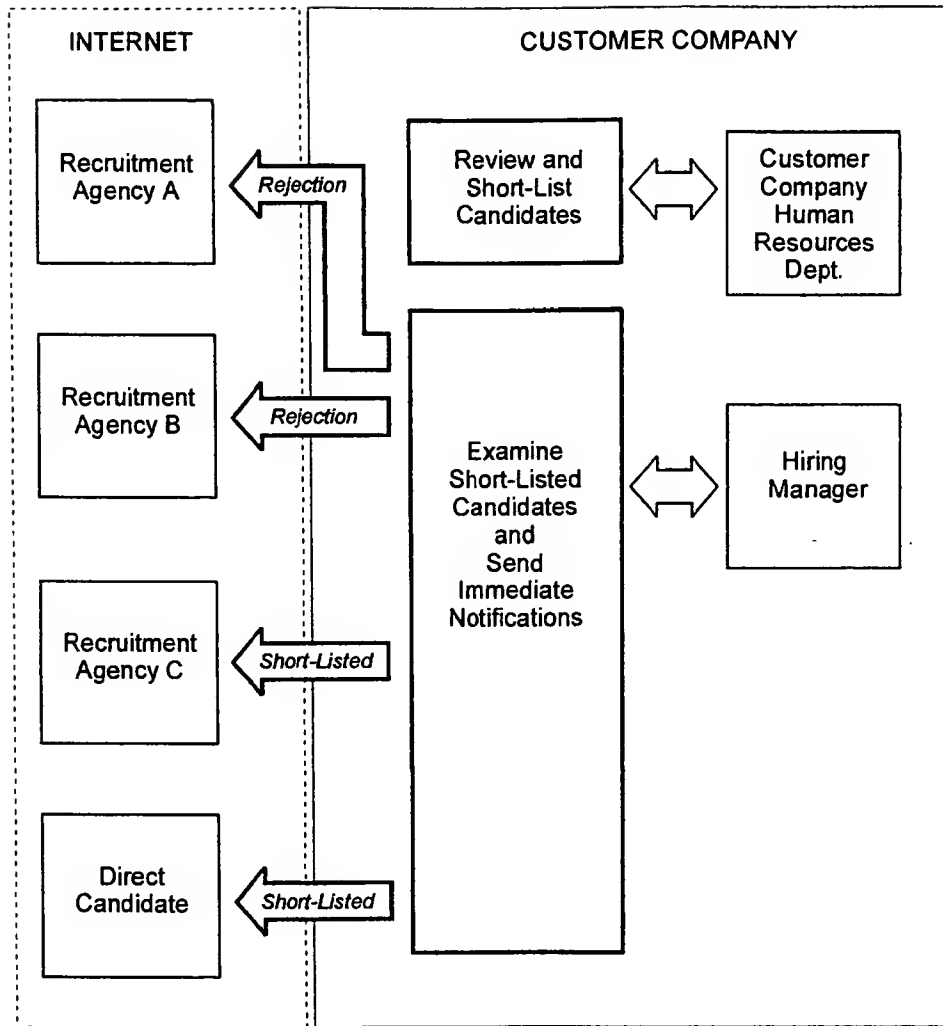 INTERNET
CUSTOMER COMPANY
Recruitment
Agency A
Rejection
Review and
Short-List
Candidates
Customer
Company
Human
Resources
Dept.
Recruitment
Agency B
Rejection
Examine
Short-Listed
Candidates
and
Send
Immediate
Notifications
Hiring
Manager
Recruitment
Agency C
Short-Listed
Direct
Candidate
Short-Listed